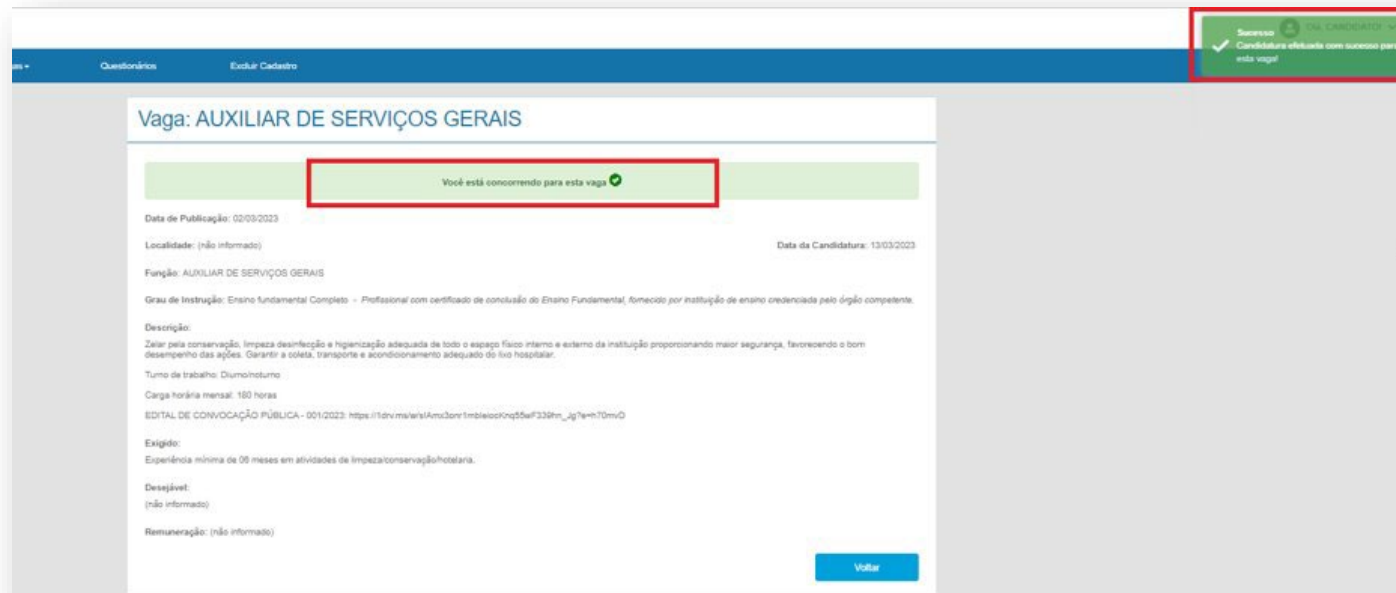 OLÁ, CANDIDATO!
Sucesso
Candidatura efetuada com sucesso para
esta vaga!
Questionários Excluir Cadastro
Vaga: AUXILIAR DE SERVIÇOS GERAIS
Você está concorrendo para esta vaga
Data de Publicação: 02/03/2023
Localidade: (não informado) Data da Candidatura: 13/03/2023
Função: AUXILIAR DE SERVIÇOS GERAIS
Grau de Instrução: Ensino fundamental Completo - Profissional com certificado de conclusão do Ensino Fundamental, fornecido por instituição de ensino credenciada pelo órgão competente.
Descrição:
Zelar pela conservação, limpeza desinfecção e higienização adequada de todo o espaço físico interno e externo da instituição proporcionando maior segurança, favorecendo o bom
desempenho das ações. Garantir a coleta, transporte e acondicionamento adequado do lixo hospitalar.
Turno de trabalho: Diurno/noturno
Carga horária mensal: 180 horas
EDITAL DE CONVOCAÇÃO PÚBLICA - 001/2023:
Exigido:
Experiência mínima de 06 meses em atividades de limpeza/conservação/hotelaria.
Desejável:
(não informado)
Remuneração: (não informado)
Voltar